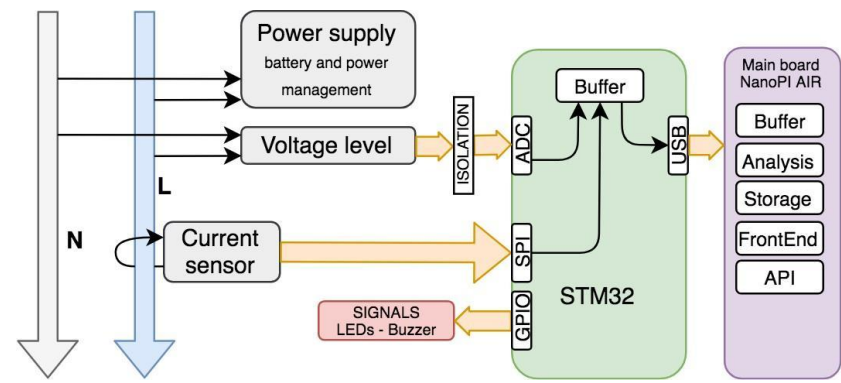 Power supply
battery and power
management
Voltage level
ISOLATION
L
N
Current
sensor
SIGNALS
LEDs - Buzzer
Buffer
ADC
SPI
GPIO
USB
STM32
Main board
NanoPI AIR
Buffer
Analysis
Storage
FrontEnd
API